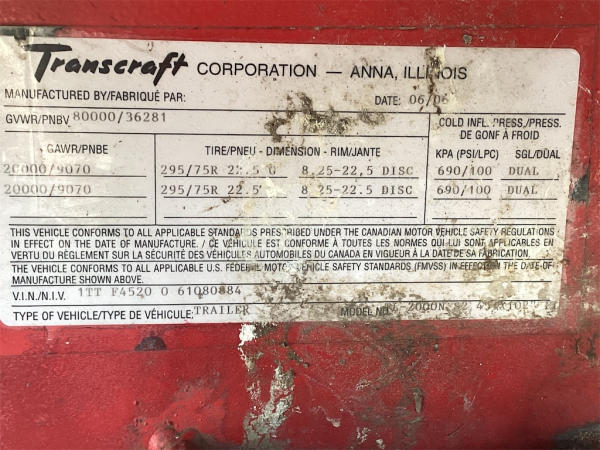 Transcraft CORPORATION — ANNA, ILLINOIS
MANUFACTURED BY/FABRIQUÉ PAR: DATE: 06/06
GVWR/PNBV 80000/36281
COLD INFL. PRESS./PRESS.
DE GONF À FROID
GAWR/PNBE TIRE/PNEU - DIMENSION - RIM/JANTE KPA (PSI/LPC) SGL/DUAL
20000/9070 295/75R 22.5 G 8.25-22.5 DISC 690/100 DUAL
20000/9070 295/75R 22.5 8.25-22.5 DISC 690/100 DUAL
THIS VEHICLE CONFORMS TO ALL APPLICABLE STANDARDS PRESCRIBED UNDER THE CANADIAN MOTOR VEHICLE SAFETY REGULATIONS
IN EFFECT ON THE DATE OF MANUFACTURE. / CE VÉHICULE EST CONFORME À TOUTES LES NORMES QUI LUI SONT APPLICABLES EN
VERTU DU RÈGLEMENT SUR LA SÉCURITÉ DES VÉHICULES AUTOMOBILES DU CANADA EN VIGUEUR À LA DATE DE SA FABRICATION.
THE VEHICLE CONFORMS TO ALL APPLICABLE U.S. FEDERAL MOTOR VEHICLE SAFETY STANDARDS (FMVSS) IN EFFECT ON THE DATE OF
MANUFACTURE SHOWN ABOVE.
V.I.N./N.I.V. 1TT F4520 0 61080884
TYPE OF VEHICLE/TYPE DE VÉHICULE: TRAILER MODEL NO.